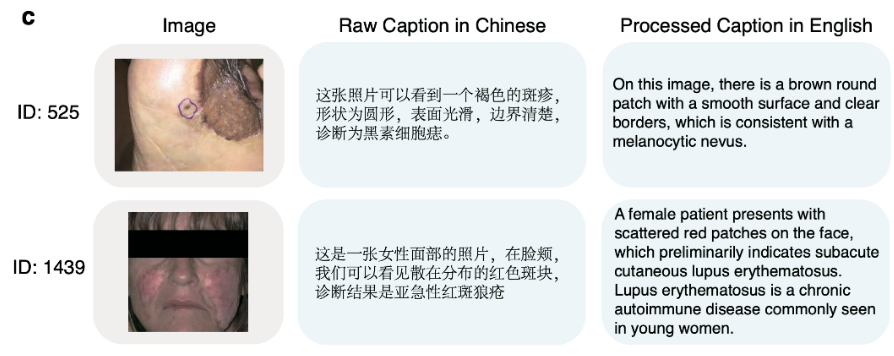 c
Image
Raw Caption in Chinese
Processed Caption in English
ID: 525
这张照片可以看到一个褐色的斑疹，
形状为圆形，表面光滑，边界清楚，
诊断为黑素细胞痣。
On this image, there is a brown round
patch with a smooth surface and clear
borders, which is consistent with a
melanocytic nevus.
ID: 1439
这是一张女性面部的照片，在脸颊，
我们可以看见散在分布的红色斑块，
诊断结果是亚急性红斑狼疮
A female patient presents with
scattered red patches on the face,
which preliminarily indicates subacute
cutaneous lupus erythematosus.
Lupus erythematosus is a chronic
autoimmune disease commonly seen
in young women.